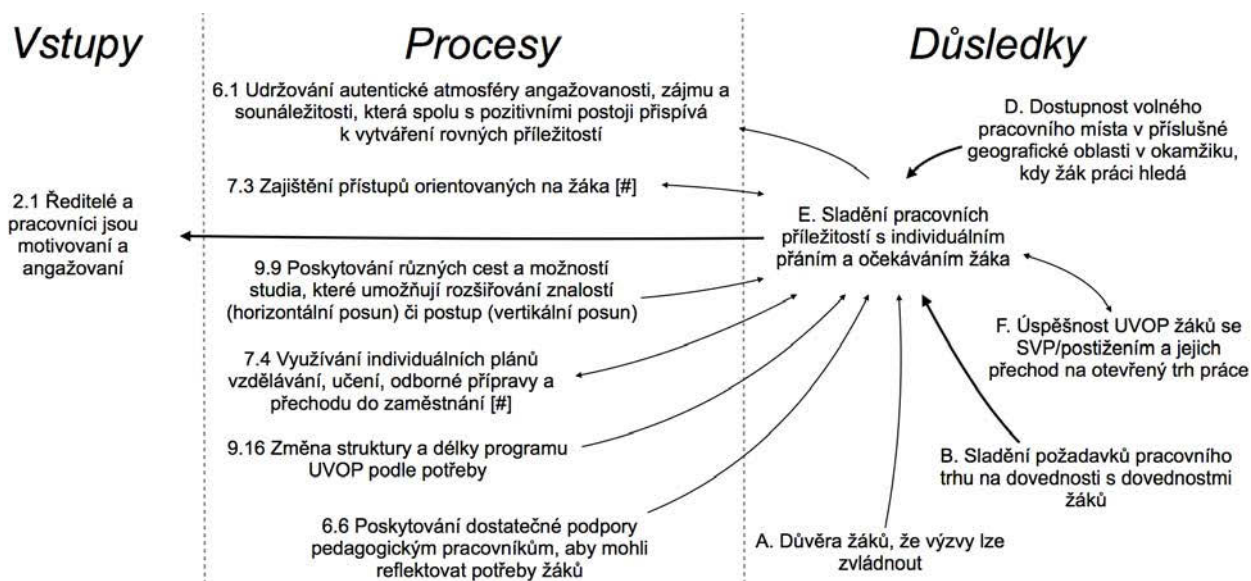 Vstupy
Procesy
Důsledky
6.1 Udržování autentické atmosféry angažovanosti, zájmu a
sounáležitosti, která spolu s pozitivními postoji přispívá
k vytváření rovných příležitostí
D. Dostupnost volného
pracovního místa v příslušné
geografické oblasti v okamžiku,
kdy žák práci hledá
7.3 Zajištění přístupů orientovaných na žáka [#]
2.1 Ředitelé a
pracovníci jsou
motivovaní a
angažovaní
E. Sladění pracovních
příležitostí s individuálním
přáním a očekáváním žáka
9.9 Poskytování různých cest a možností
studia, které umožňují rozšiřování znalostí
(horizontální posun) či postup (vertikální posun)
F. Úspěšnost UVOP žáků se
SVP/postižením a jejich
přechod na otevřený trh práce
7.4 Využívání individuálních plánů
vzdělávání, učení, odborné přípravy a
přechodu do zaměstnání [#]
9.16 Změna struktury a délky programu
UVOP podle potřeby
B. Sladění požadavků pracovního
trhu na dovednosti s dovednostmi
žáků
6.6 Poskytování dostatečné podpory
pedagogickým pracovníkům, aby mohli
reflektovat potřeby žáků
A. Důvěra žáků, že výzvy lze
zvládnout